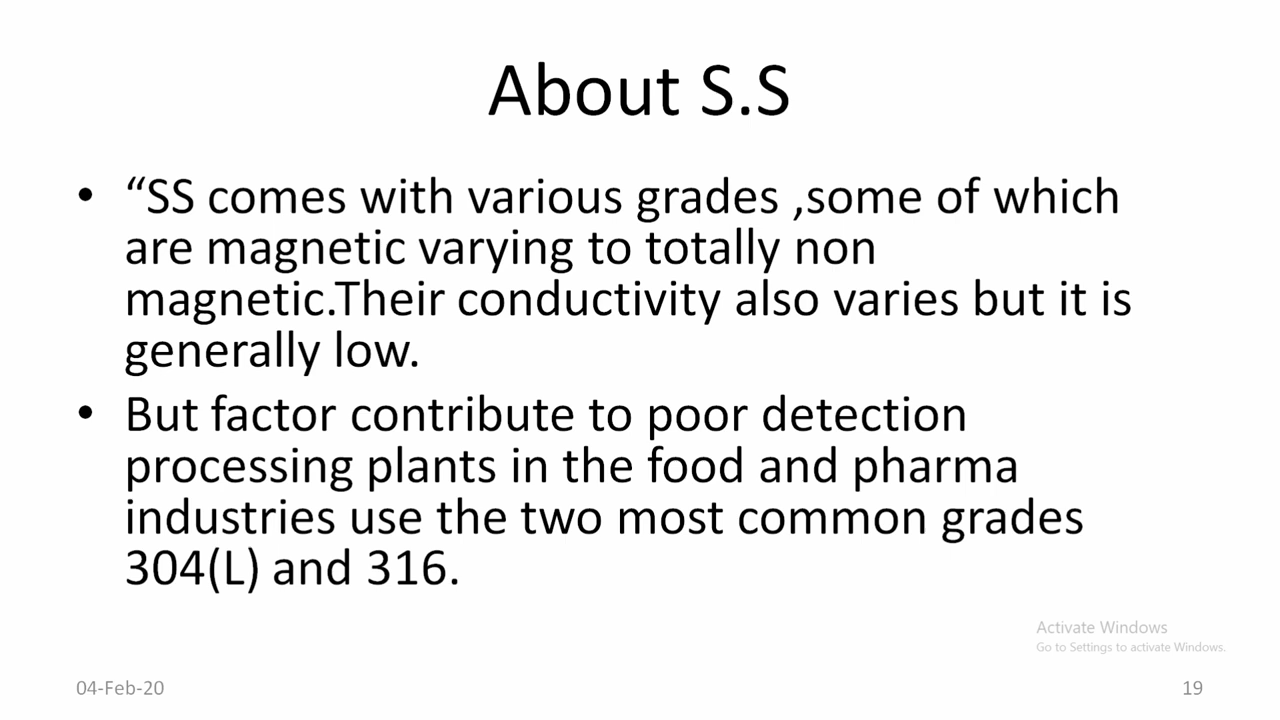 About S.S
• “SS comes with various grades ,some of which
are magnetic varying to totally non
magnetic.Their conductivity also varies but it is
generally low.
• But factor contribute to poor detection
processing plants in the food and pharma
industries use the two most common grades
304(L) and 316.
Activate Windows
Go to Settings to activate Windows.
04-Feb-20
19